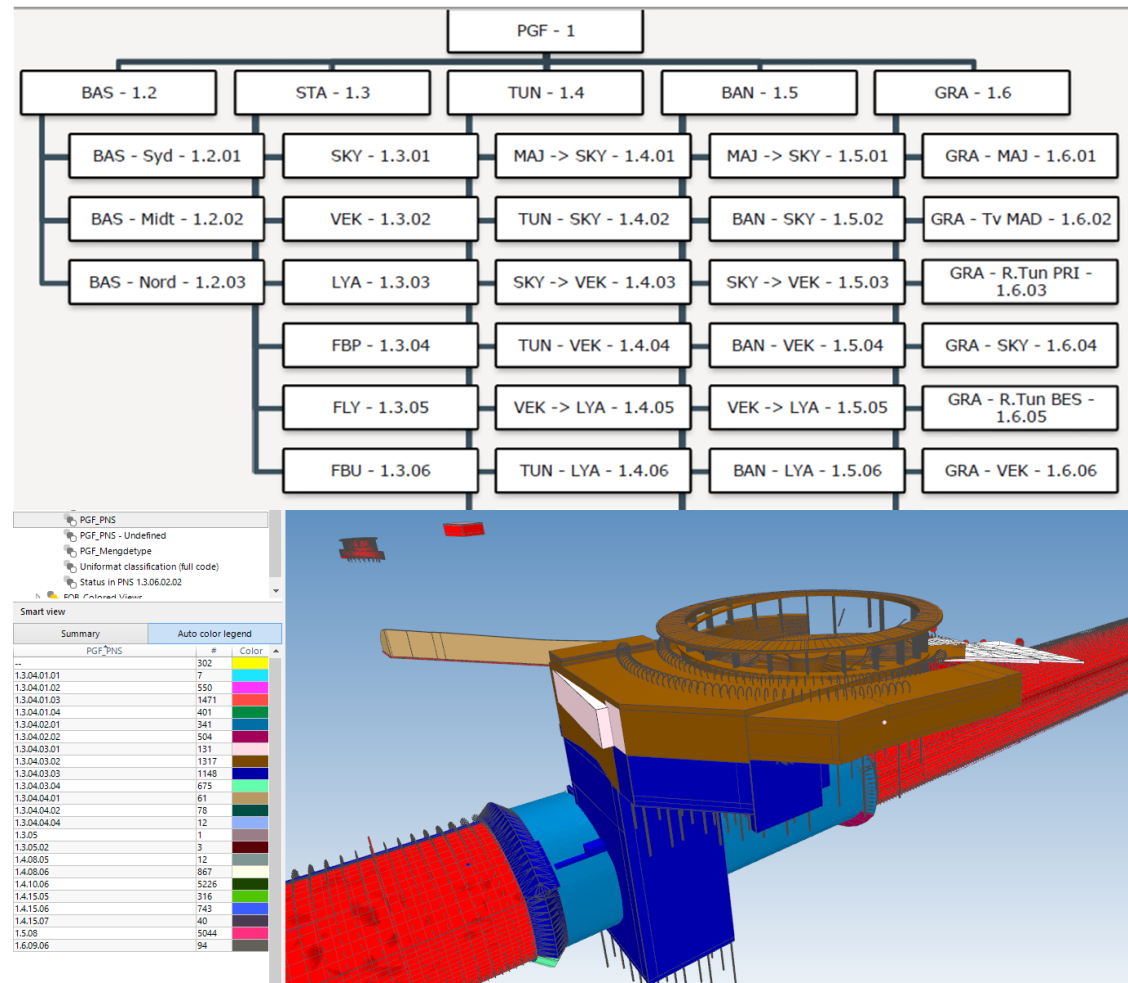 PGF - 1
BAS - 1.2
STA - 1.3
TUN - 1.4
BAN - 1.5
GRA - 1.6
BAS - Syd - 1.2.01
SKY - 1.3.01
MAJ -> SKY - 1.4.01
MAJ -> SKY - 1.5.01
GRA - MAJ - 1.6.01
BAS - Midt - 1.2.02
VEK - 1.3.02
TUN - SKY - 1.4.02
BAN - SKY - 1.5.02
GRA - Tv MAD - 1.6.02
BAS - Nord - 1.2.03
LYA - 1.3.03
SKY -> VEK - 1.4.03
SKY -> VEK - 1.5.03
GRA - R.Tun PRI -
1.6.03
FBP - 1.3.04
TUN - VEK - 1.4.04
BAN - VEK - 1.5.04
GRA - SKY - 1.6.04
FLY - 1.3.05
VEK -> LYA - 1.4.05
VEK -> LYA - 1.5.05
GRA - R.Tun BES -
1.6.05
FBU - 1.3.06
TUN - LYA - 1.4.06
BAN - LYA - 1.5.06
GRA - VEK - 1.6.06
PGF_PNS
PGF_PNS - Undefined
PGF_Mengdetype
Uniformat classification (full code)
Status in PNS 1.3.06.02.02
Colored Views
Smart view
Summary
Auto color legend
PGF_PNS # Color
-- 302
1.3.04.01.01 7
1.3.04.01.02 550
1.3.04.01.03 1471
1.3.04.01.04 401
1.3.04.02.01 341
1.3.04.02.02 504
1.3.04.03.01 131
1.3.04.03.02 1317
1.3.04.03.03 1148
1.3.04.03.04 675
1.3.04.04.01 61
1.3.04.04.02 78
1.3.04.04.04 12
1.3.05 1
1.3.05.02 3
1.4.08.05 12
1.4.08.06 867
1.4.10.06 5226
1.4.15.05 316
1.4.15.06 743
1.4.15.07 40
1.5.08 5044
1.6.09.06 94